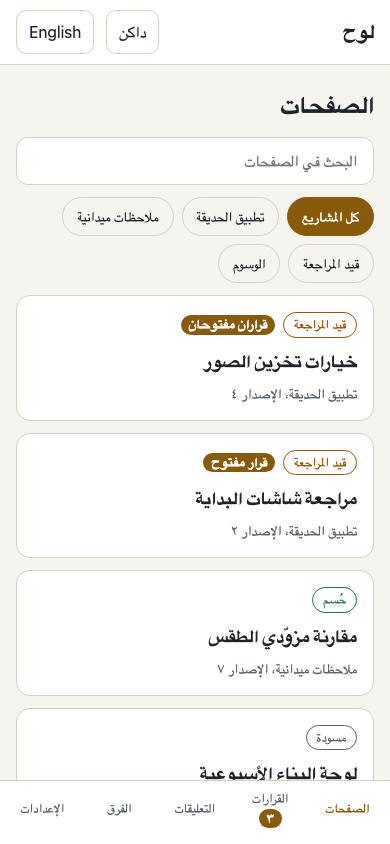 لوح
داكن
English
الصفحات
البحث في الصفحات
كل المشاريع
تطبيق الحديقة
ملاحظات ميدانية
قيد المراجعة
الوسوم
قيد المراجعة
قراران مفتوحان
خيارات تخزين الصور
تطبيق الحديقة، الإصدار ٤
قيد المراجعة
قرار مفتوح
مراجعة شاشات البداية
تطبيق الحديقة، الإصدار ٢
حُسم
مقارنة مزوّدي الطقس
ملاحظات ميدانية، الإصدار ٧
مسودة
لوحة البناء الأسبوعية
الصفحات
القرارات
٣
التعليقات
الفرق
الإعدادات